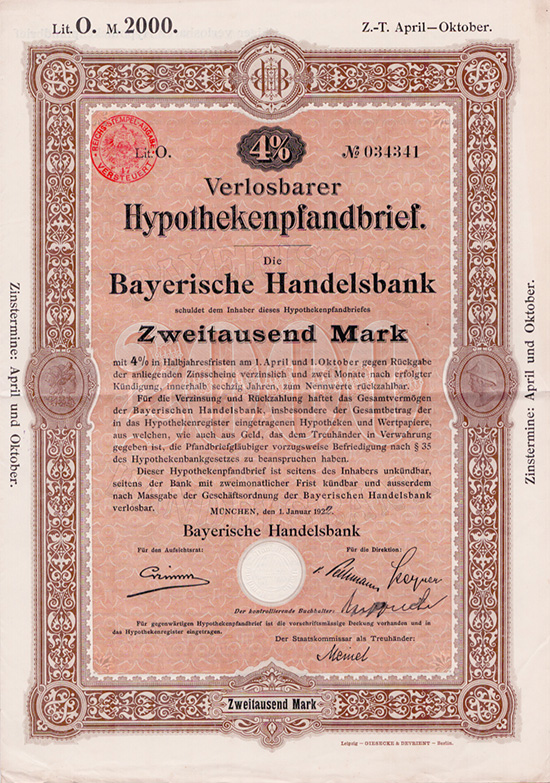 Lit. O. M. 2000.
Z.-T. April—Oktober.
REICHS-STEMPEL-ABGABE
VERSTEUERT
Lit. O.
4%
№ 034341
Verlosbarer
Hypothekenpfandbrief.
Die
Bayerische Handelsbank
schuldet dem Inhaber dieses Hypothekenpfandbriefes
Zweitausend Mark
mit 4% in Halbjahresfristen am 1. April und 1. Oktober gegen Rückgabe
der anliegenden Zinsscheine verzinslich und zwei Monate nach erfolgter
Kündigung, innerhalb sechzig Jahren, zum Nennwerte rückzahlbar.
Für die Verzinsung und Rückzahlung haftet das Gesamtvermögen
der Bayerischen Handelsbank, insbesondere der Gesamtbetrag der
in das Hypothekenregister eingetragenen Hypotheken und Wertpapiere,
aus welchen, wie auch aus Geld, das dem Treuhänder in Verwahrung
gegeben ist, die Pfandbriefgläubiger vorzugsweise Befriedigung nach § 35
des Hypothekenbankgesetzes zu beanspruchen haben.
Dieser Hypothekenpfandbrief ist seitens des Inhabers unkündbar,
seitens der Bank mit zweimonatlicher Frist kündbar und ausserdem
nach Massgabe der Geschäftsordnung der Bayerischen Handelsbank
verlosbar.
MÜNCHEN, den 1. Januar 1922.
Bayerische Handelsbank
Für den Aufsichtsrat:
Für die Direktion:
Der kontrollierende Buchhalter:
Für gegenwärtigen Hypothekenpfandbrief ist die vorschriftsmässige Deckung vorhanden und in
das Hypothekenregister eingetragen.
Der Staatskommissar als Treuhänder:
Memel
Zweitausend Mark
Leipzig – GIESECKE & DEVRIENT – Berlin.
Zinstermine: April und Oktober.
Zinstermine: April und Oktober.